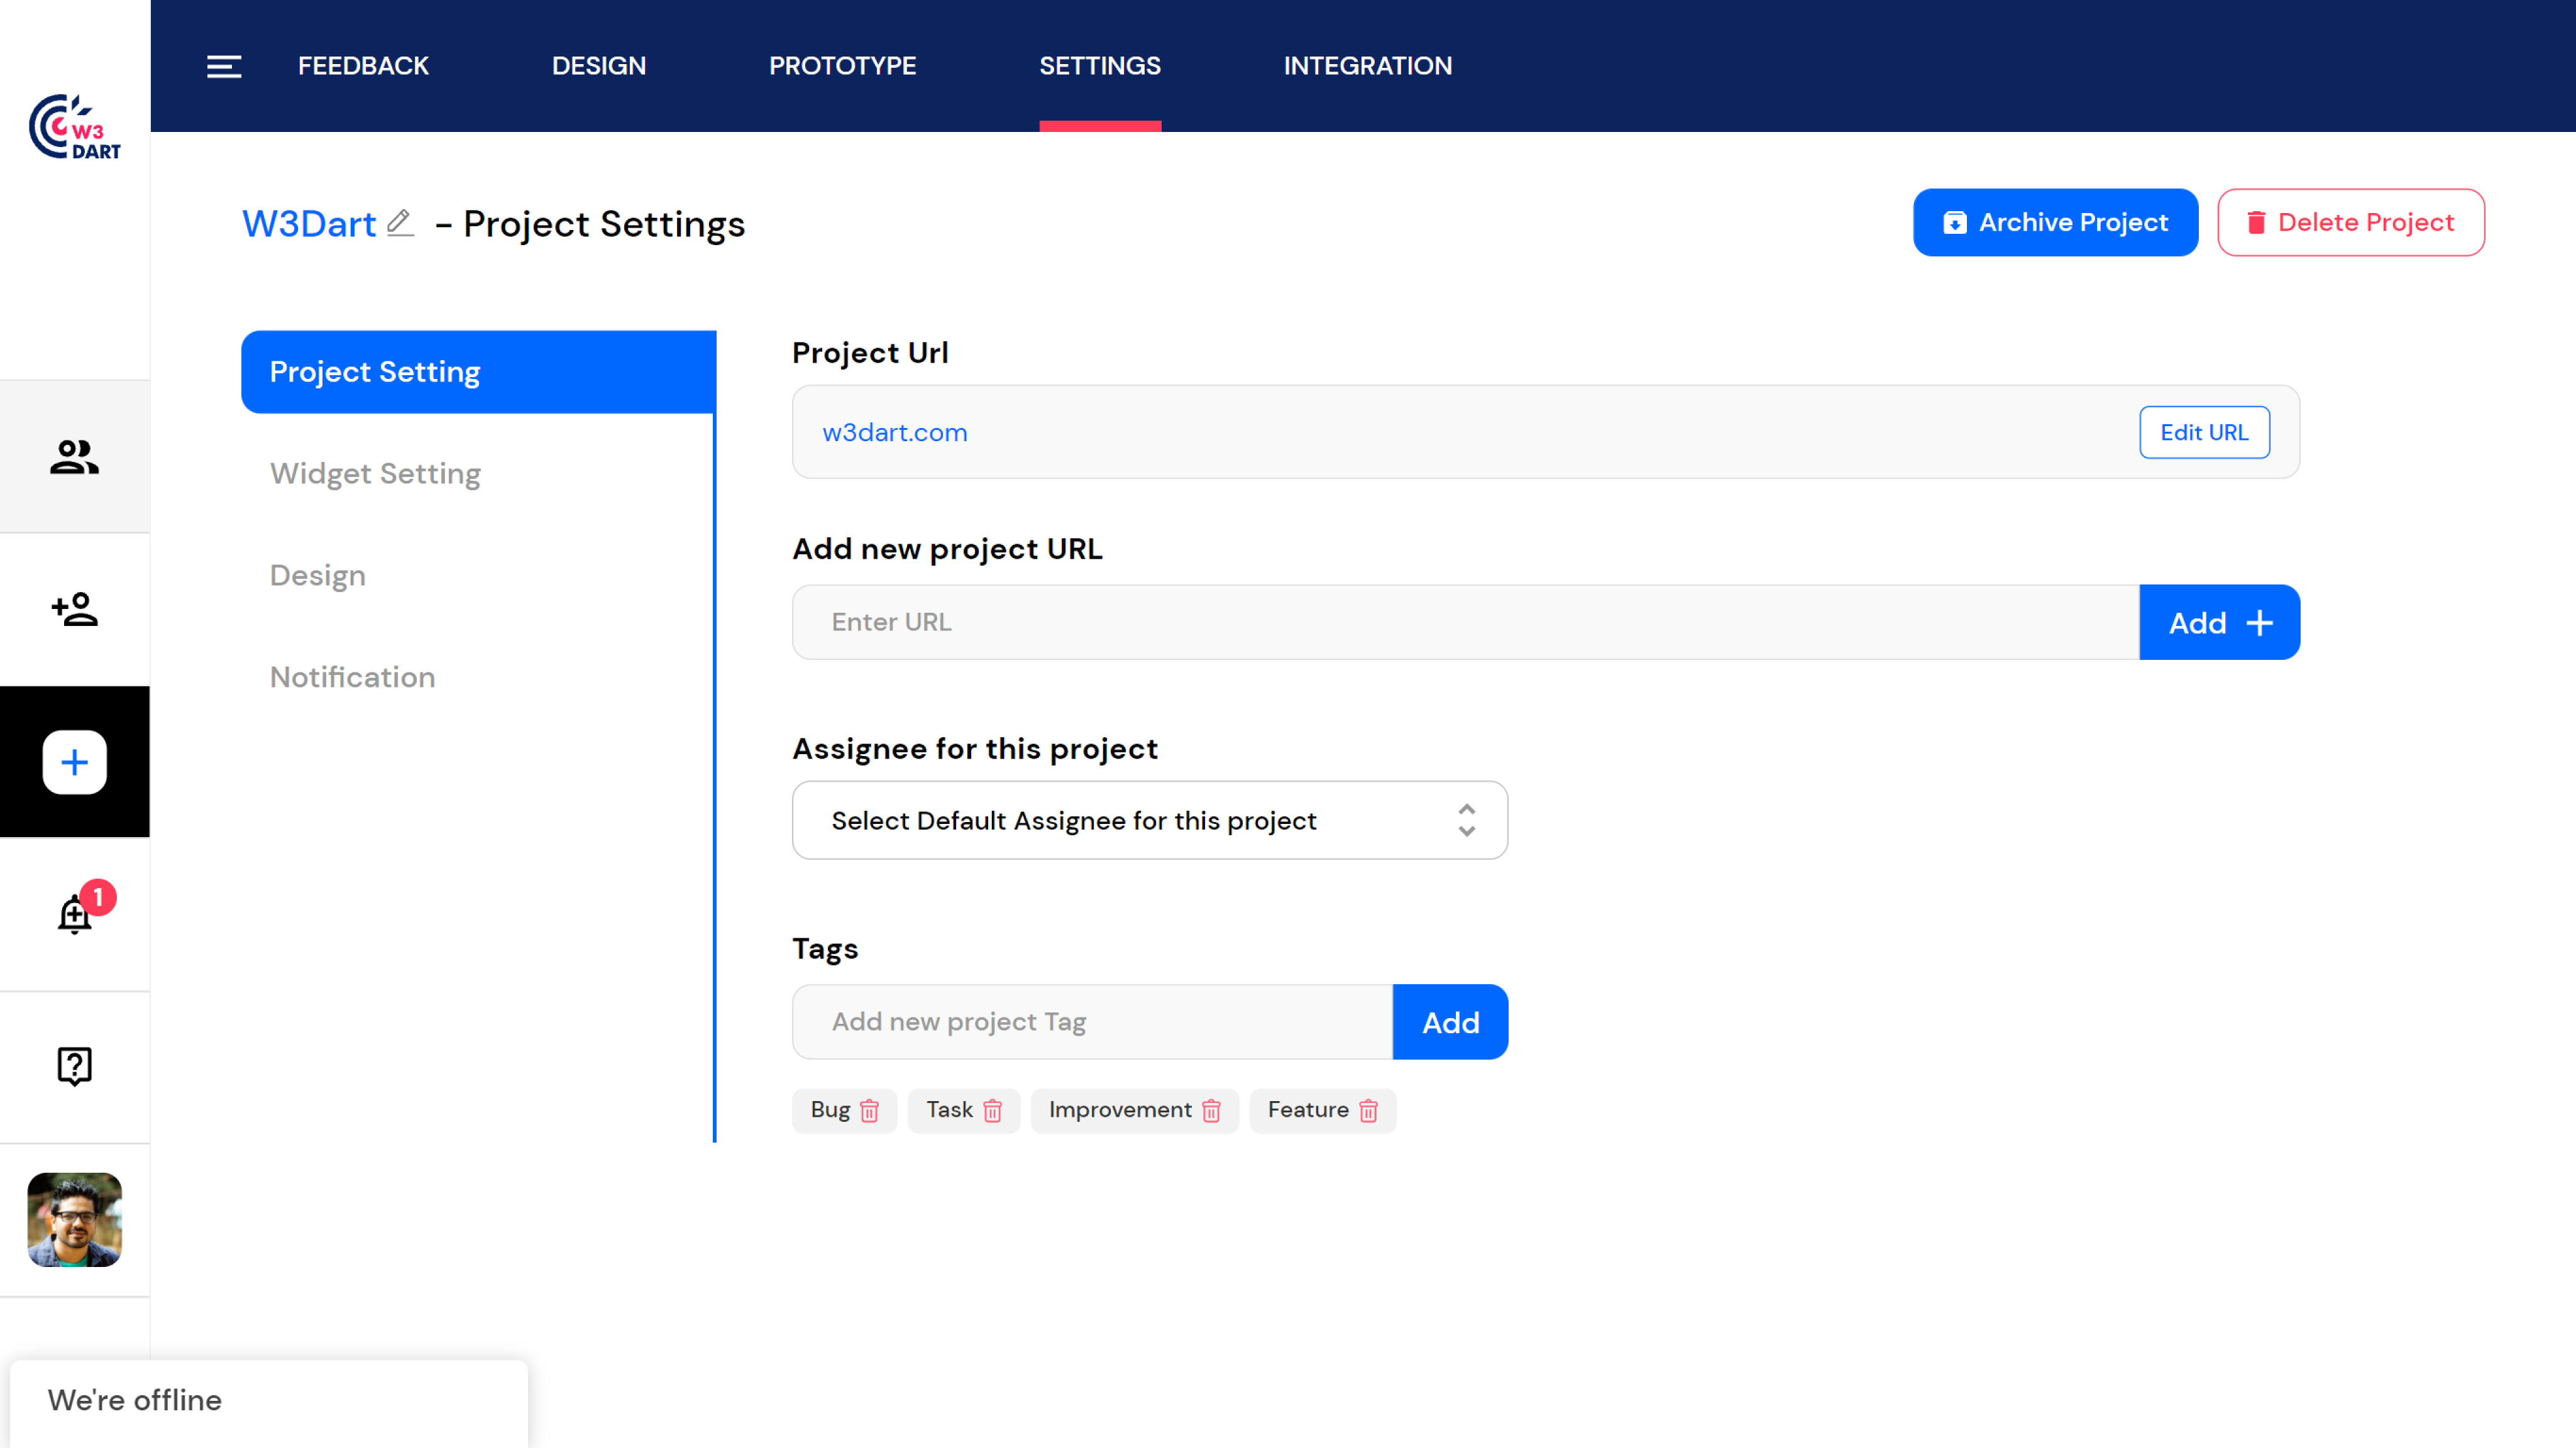 W3
DART
FEEDBACK
DESIGN
PROTOTYPE
SETTINGS
INTEGRATION
W3Dart - Project Settings
Archive Project
Delete Project
Project Setting
Widget Setting
Design
Notification
Project Url
w3dart.com
Edit URL
Add new project URL
Enter URL
Add
Assignee for this project
Select Default Assignee for this project
Tags
Add new project Tag
Add
Bug
Task
Improvement
Feature
1
We're offline